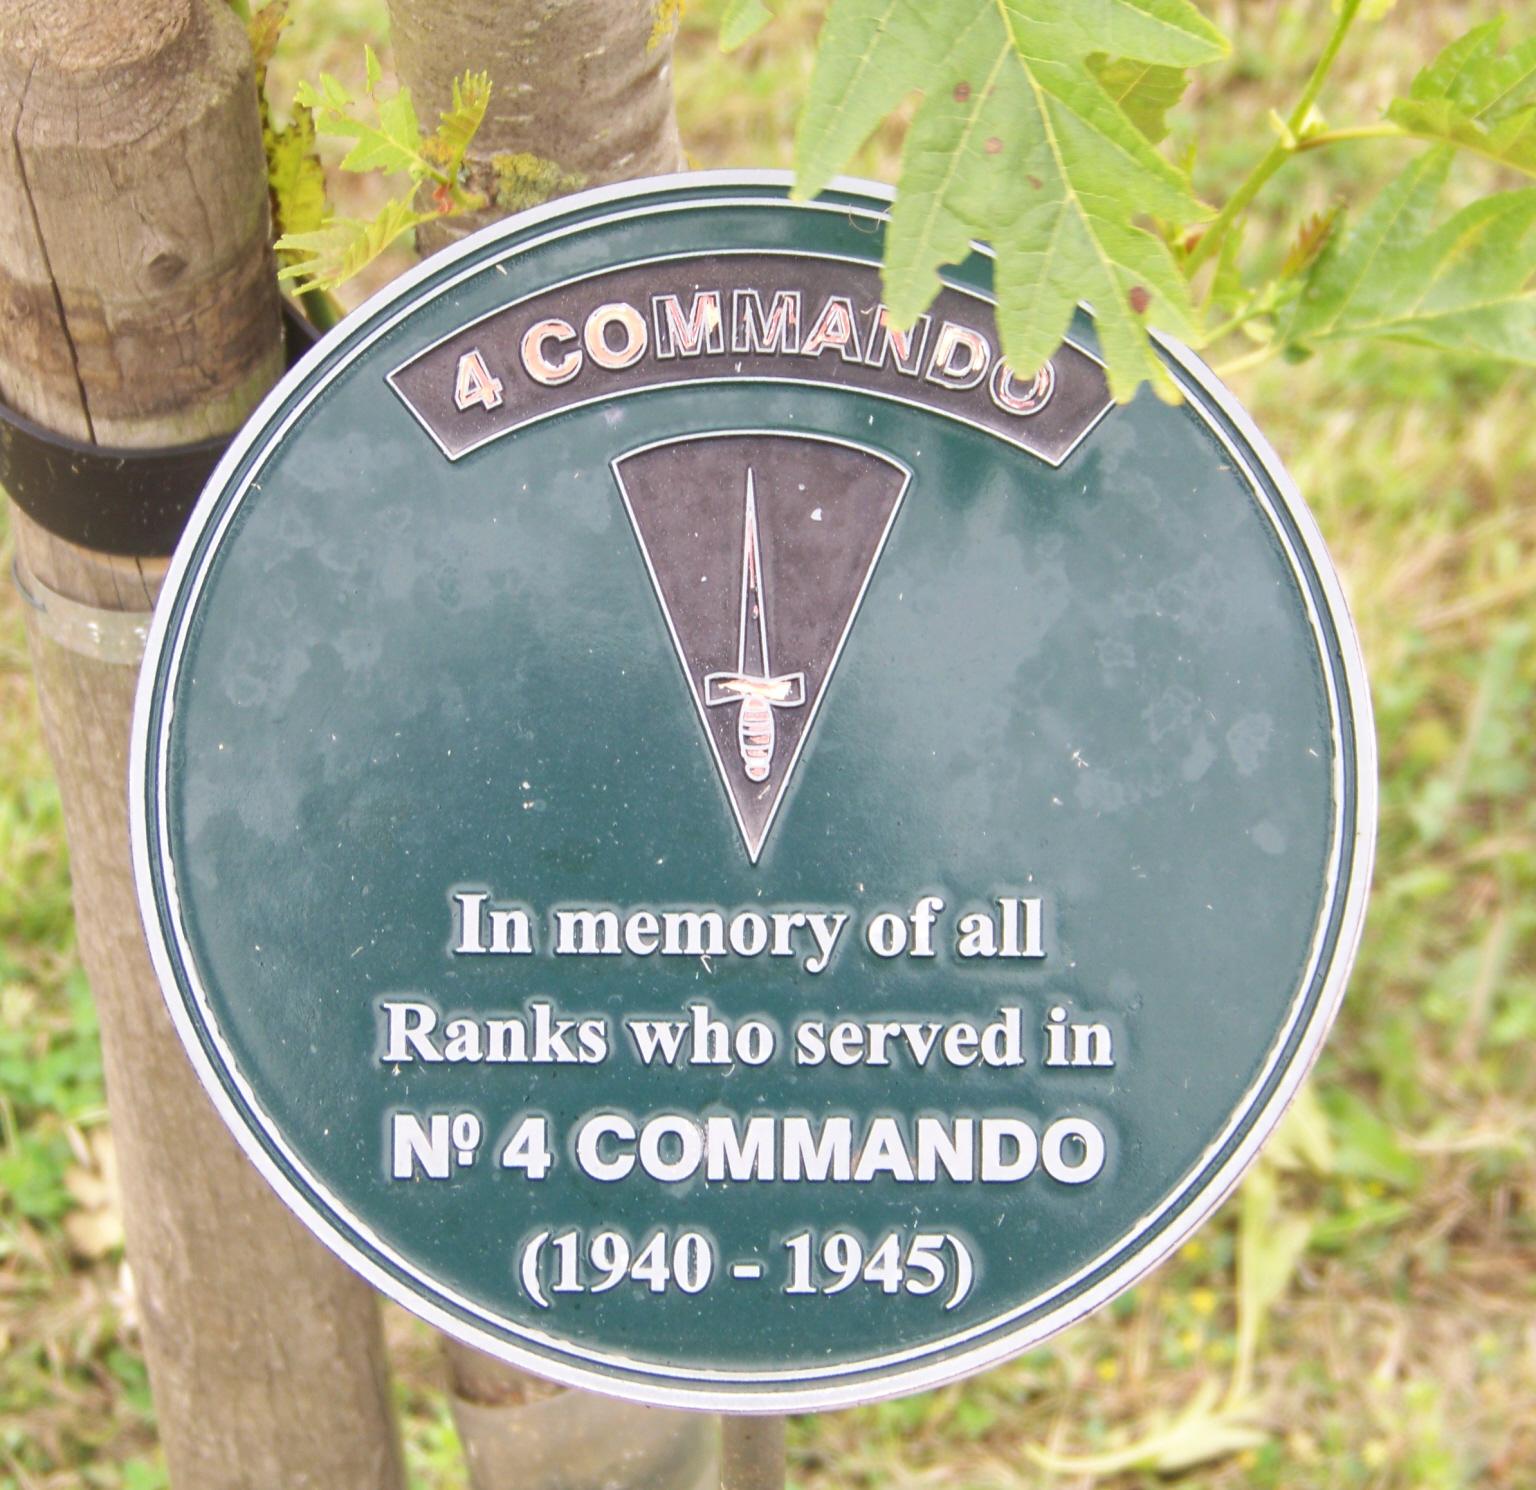 4 COMMANDO
In memory of all
Ranks who served in
Nº 4 COMMANDO
(1940 - 1945)